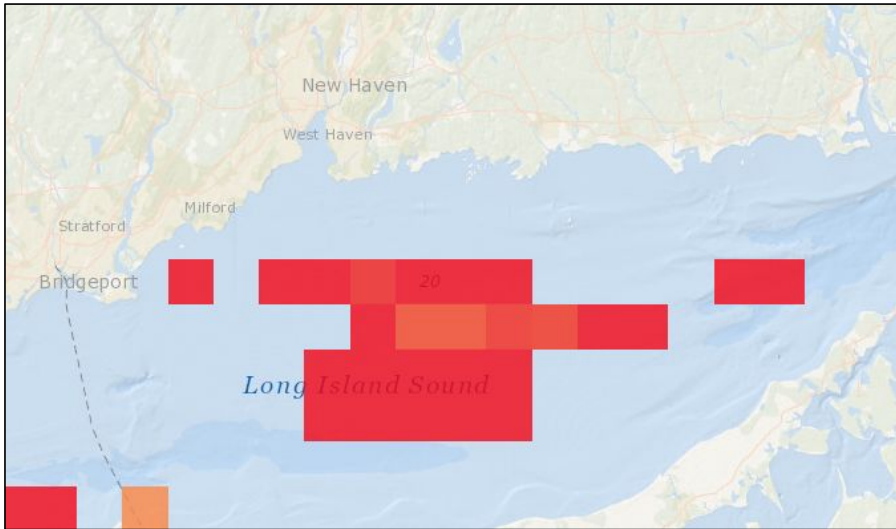 New Haven
West Haven
Milford
Stratford
Bridgeport
20
Long Island Sound